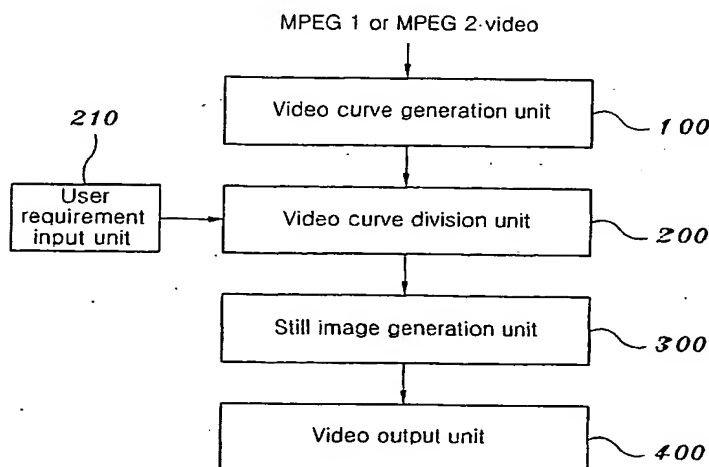 MPEG 1 or MPEG 2 video
Video curve generation unit
100
210
User
requirement
input unit
Video curve division unit
200
Still image generation unit
300
Video output unit
400